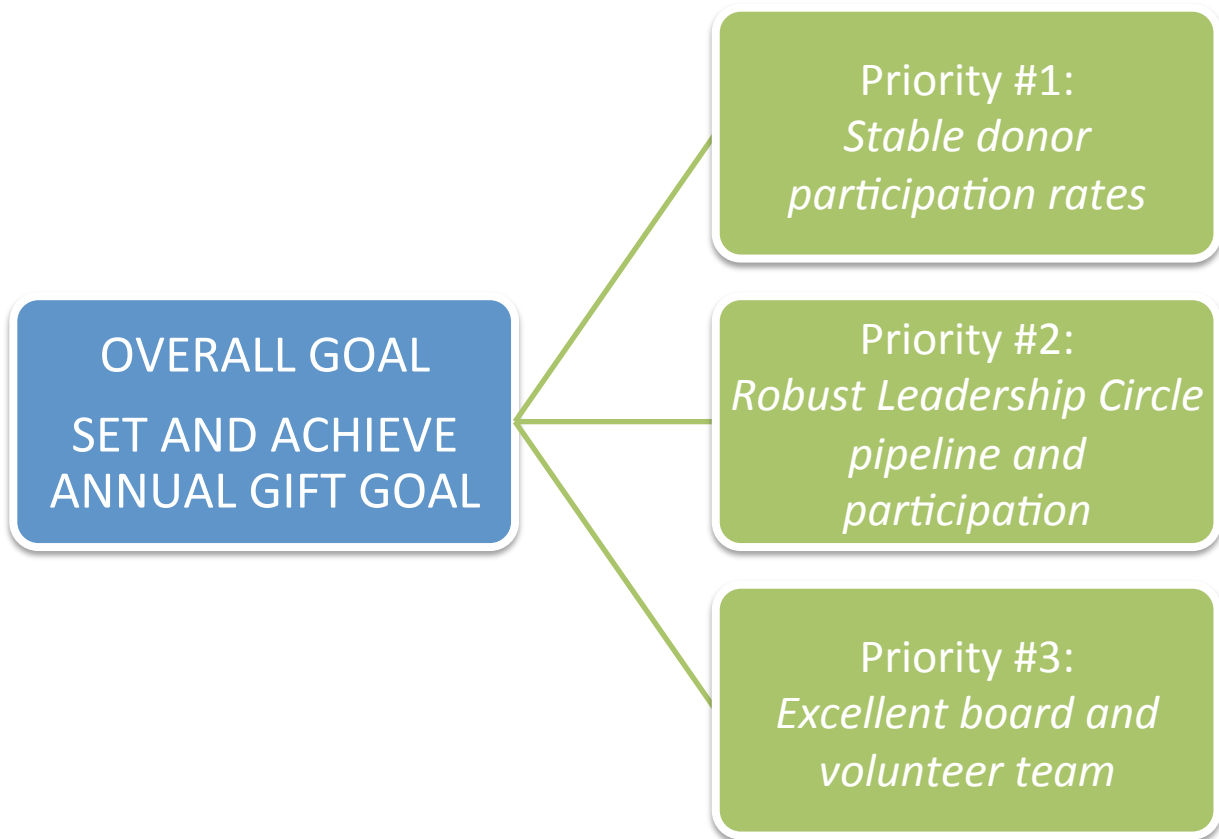 OVERALL GOAL
SET AND ACHIEVE
ANNUAL GIFT GOAL
Priority #1:
Stable donor
participation rates
Priority #2:
Robust Leadership Circle
pipeline and
participation
Priority #3:
Excellent board and
volunteer team